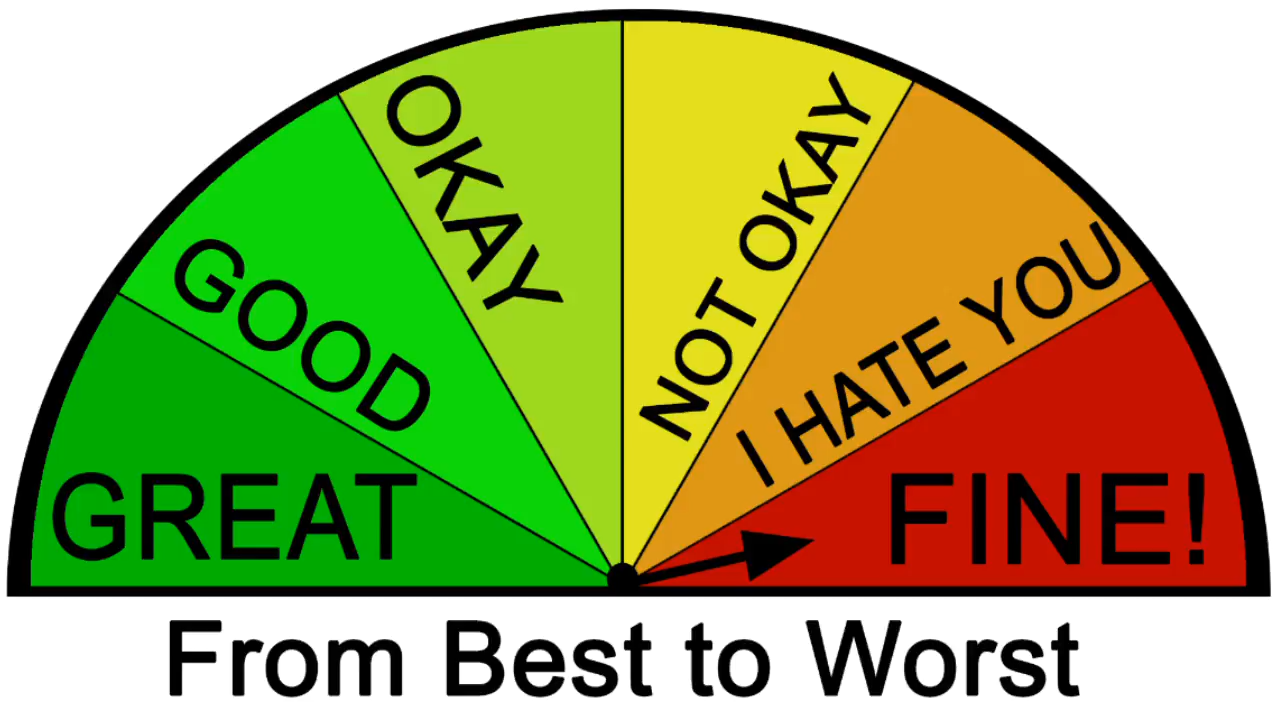 GREAT
GOOD
OKAY
NOT OKAY
I HATE YOU
FINE!
From Best to Worst